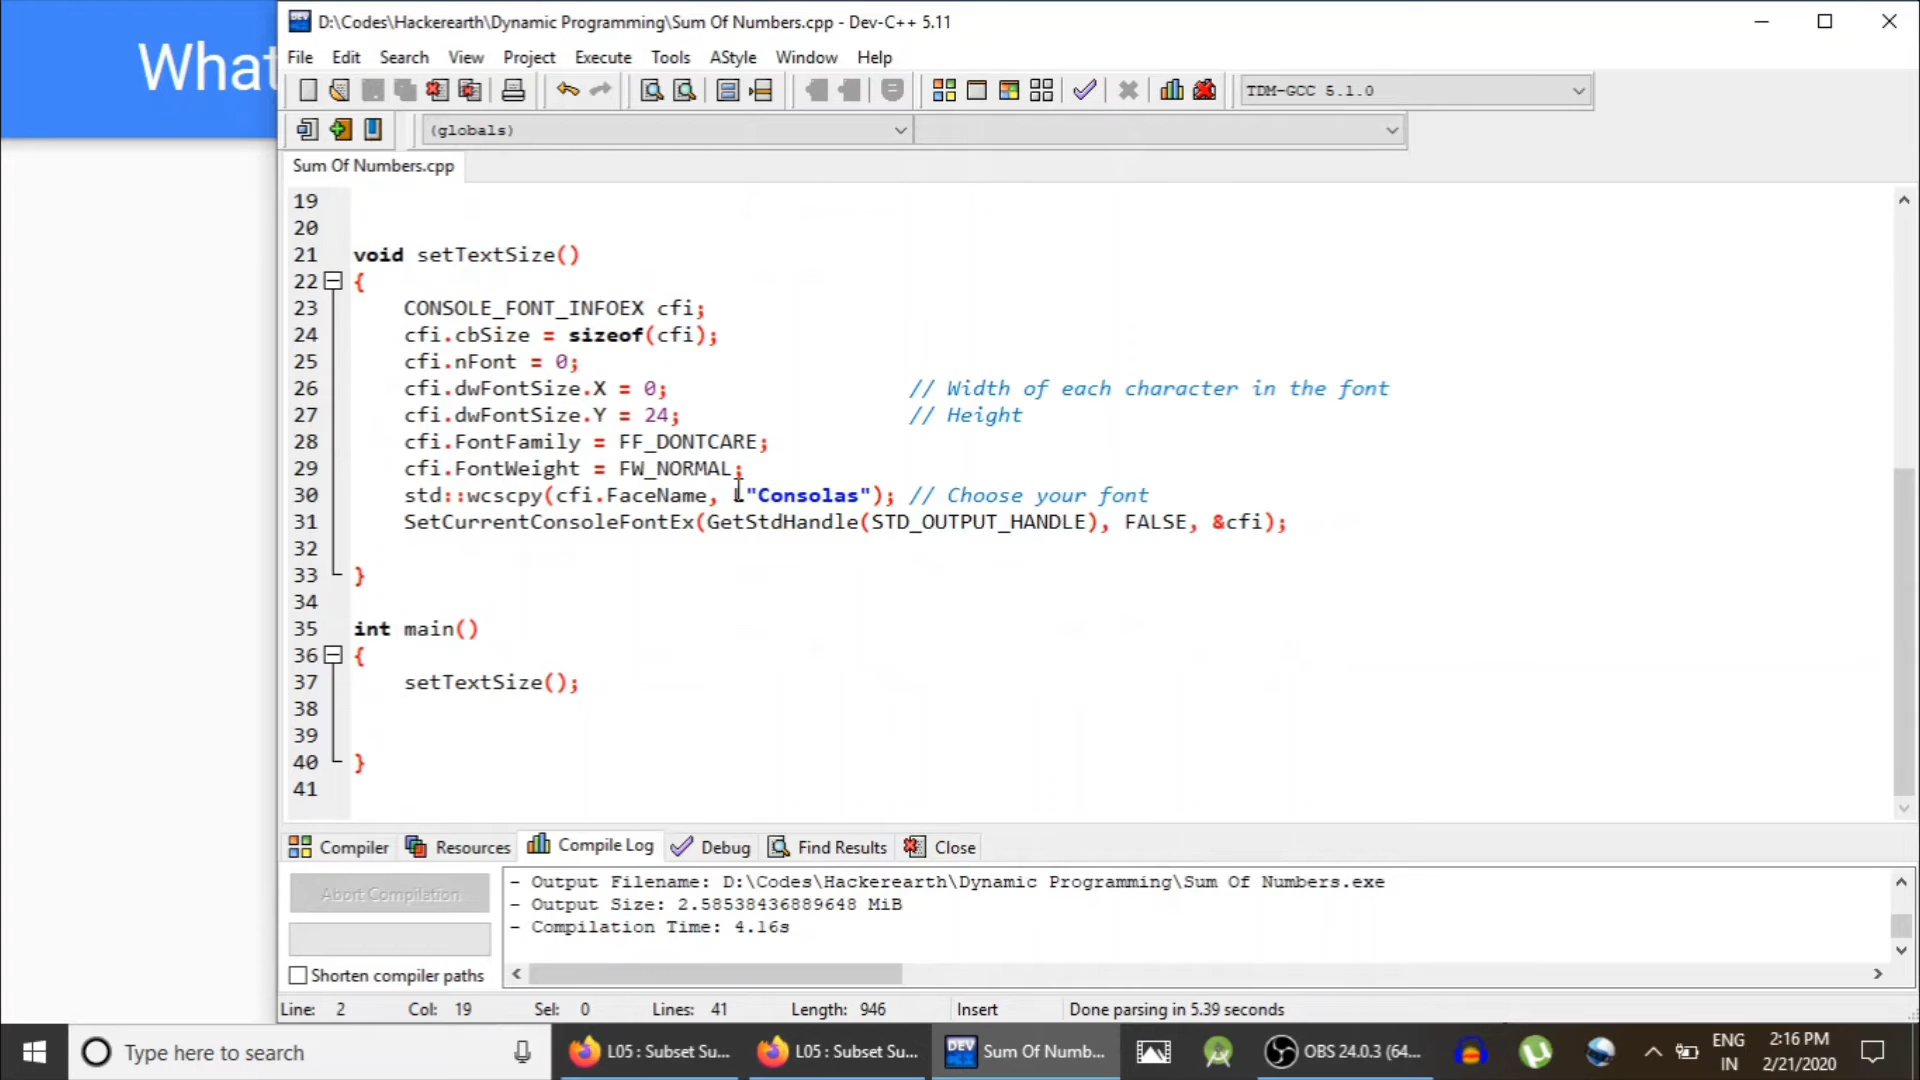 What
D:\Codes\Hackerearth\Dynamic Programming\Sum Of Numbers.cpp - Dev-C++ 5.11
File Edit Search View Project Execute Tools AStyle Window Help
TDM-GCC 5.1.0
(globals)
Sum Of Numbers.cpp
19
20
21 void setTextSize()
22 {
23 CONSOLE_FONT_INFOEX cfi;
24 cfi.cbSize = sizeof(cfi);
25 cfi.nFont = 0;
26 cfi.dwFontSize.X = 0; // Width of each character in the font
27 cfi.dwFontSize.Y = 24; // Height
28 cfi.FontFamily = FF_DONTCARE;
29 cfi.FontWeight = FW_NORMAL;
30 std::wcscpy(cfi.FaceName, L"Consolas"); // Choose your font
31 SetCurrentConsoleFontEx(GetStdHandle(STD_OUTPUT_HANDLE), FALSE, &cfi);
32
33 }
34
35 int main()
36 {
37 setTextSize();
38
39
40 }
41
Compiler Resources Compile Log Debug Find Results Close
Abort Compilation
Shorten compiler paths
- Output Filename: D:\Codes\Hackerearth\Dynamic Programming\Sum Of Numbers.exe
- Output Size: 2.58538436889648 MiB
- Compilation Time: 4.16s
Line: 2 Col: 19 Sel: 0 Lines: 41 Length: 946 Insert Done parsing in 5.39 seconds
Type here to search
L05 : Subset Su...
L05 : Subset Su...
DEV
Sum Of Numb...
OBS 24.0.3 (64...
ENG
IN
2:16 PM
2/21/2020